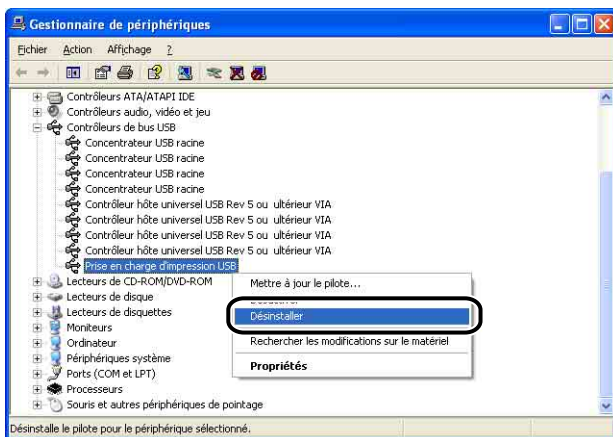 Gestionnaire de périphériques
Fichier Action Affichage ?
Contrôleurs ATA/ATAPI IDE
Contrôleurs audio, vidéo et jeu
Contrôleurs de bus USB
Concentrateur USB racine
Concentrateur USB racine
Concentrateur USB racine
Concentrateur USB racine
Contrôleur hôte universel USB Rev 5 ou ultérieur VIA
Contrôleur hôte universel USB Rev 5 ou ultérieur VIA
Contrôleur hôte universel USB Rev 5 ou ultérieur VIA
Contrôleur hôte universel USB Rev 5 ou ultérieur VIA
Prise en charge d'impression USB
Lecteurs de CD-ROM/DVD-ROM
Lecteurs de disque
Lecteurs de disquettes
Moniteurs
Ordinateur
Périphériques système
Ports (COM et LPT)
Processeurs
Souris et autres périphériques de pointage
Mettre à jour le pilote...
Désinstaller
Rechercher les modifications sur le matériel
Propriétés
Désinstalle le pilote pour le périphérique sélectionné.